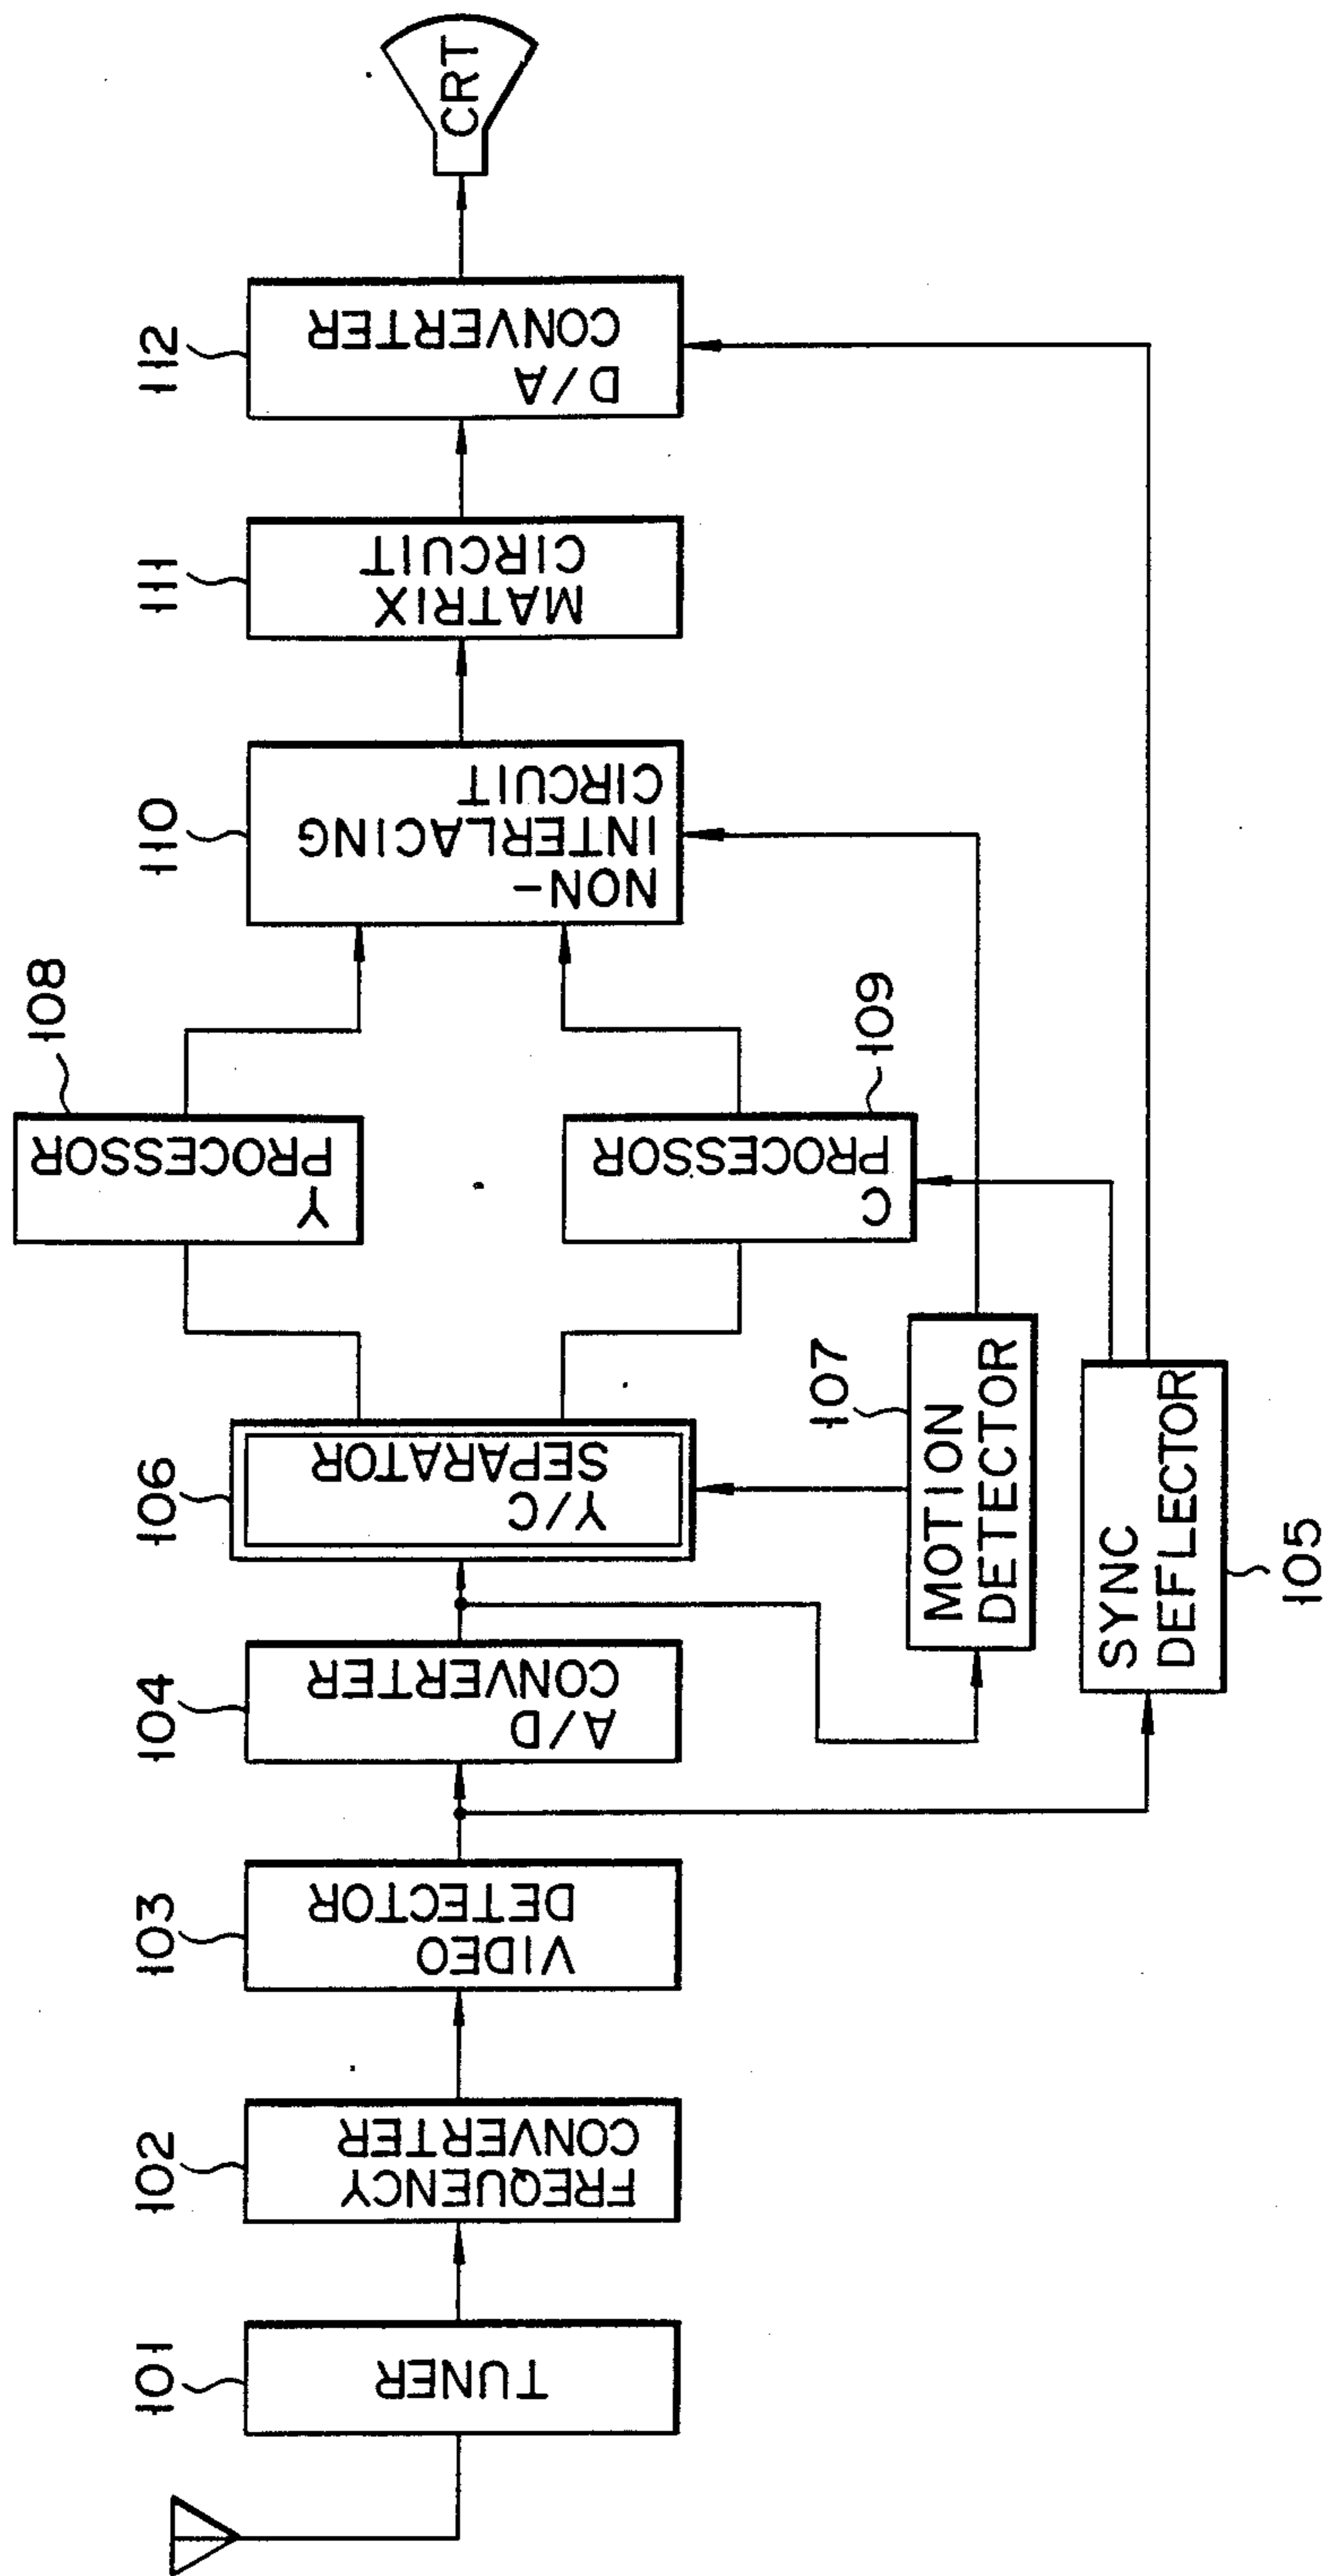 101
TUNER
102
FREQUENCY
CONVERTER
103
VIDEO
DETECTOR
104
A/D
CONVERTER
106
Y/C
SEPARATOR
107
MOTION
DETECTOR
SYNC
DEFLECTOR
105
108
Y
PROCESSOR
109
C
PROCESSOR
110
NON-
INTERLACING
CIRCUIT
111
MATRIX
CIRCUIT
112
D/A
CONVERTER
CRT